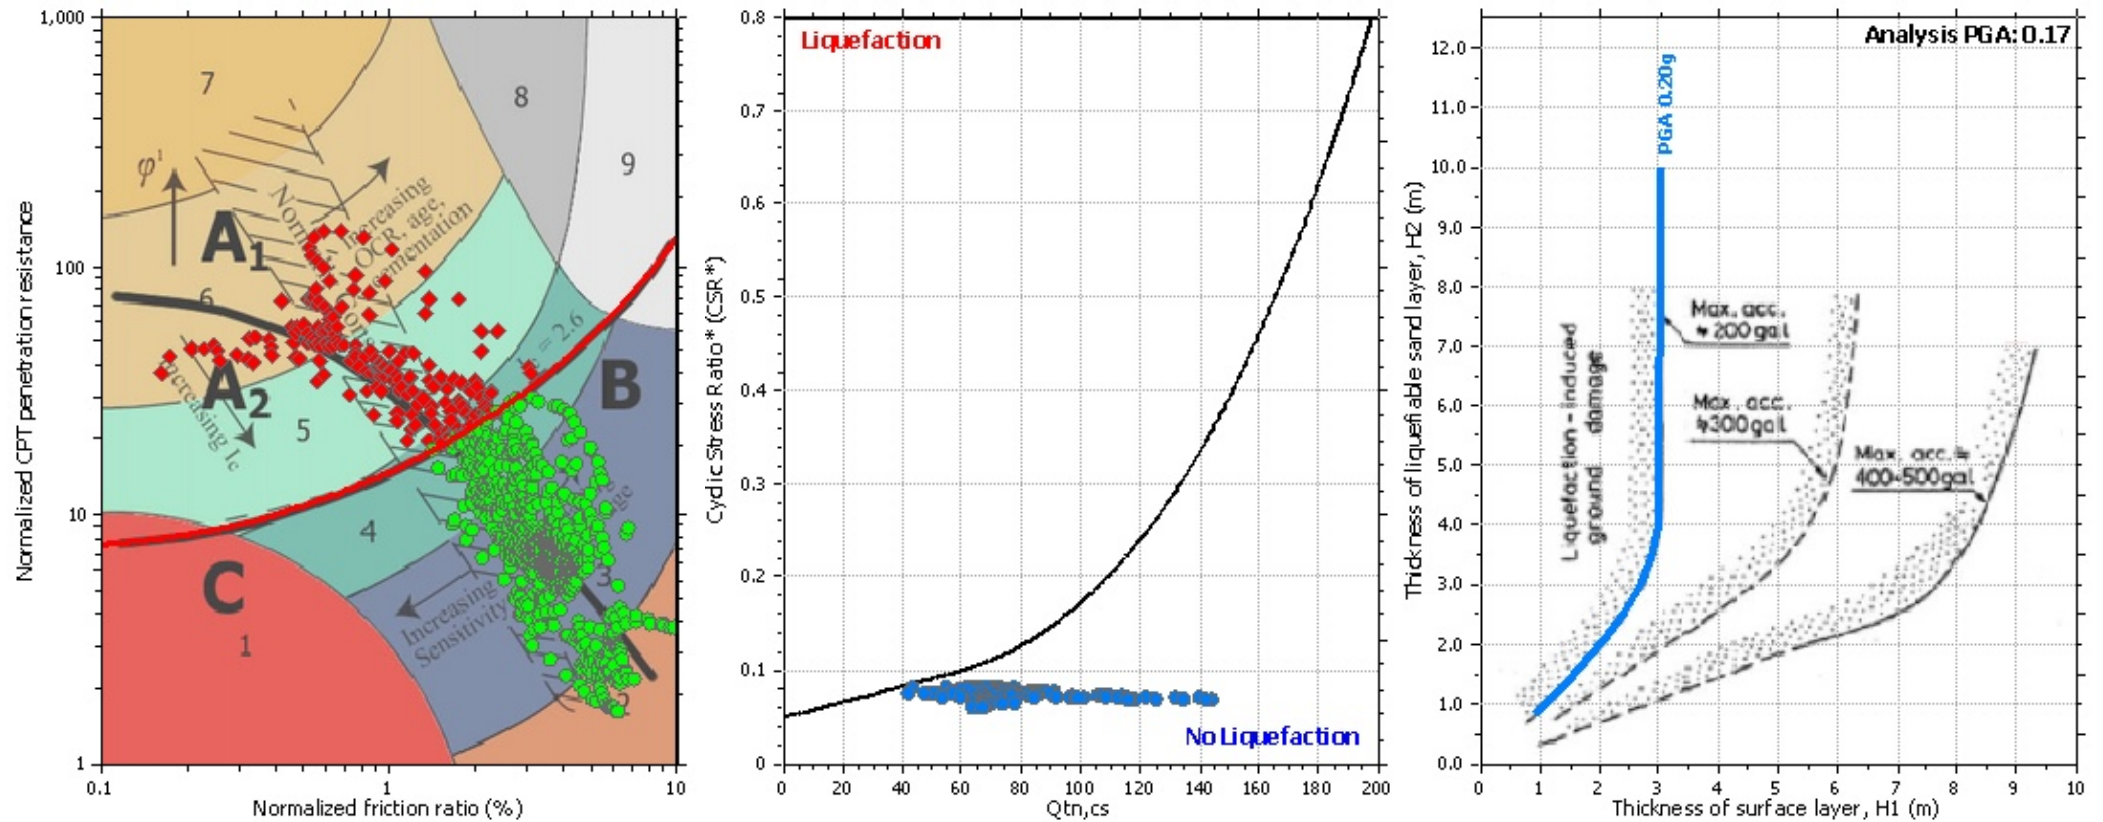 1,000
100
10
1
Normalized CPT penetration resistance
0.1
1
10
Normalized friction ratio (%)
7
8
9
φ'
A1
6
Increasing
OCR, age,
cementation
A2
Increasing Ic
5
Ic = 2.6
B
4
C
1
Increasing
Sensitivity
3
2
0.8
0.7
0.6
0.5
0.4
0.3
0.2
0.1
0
Cyclic Stress Ratio* (CSR*)
Liquefaction
No Liquefaction
0
20
40
60
80
100
120
140
160
180
200
Qtn,cs
12.0
11.0
10.0
9.0
8.0
7.0
6.0
5.0
4.0
3.0
2.0
1.0
0.0
Thickness of liquefiable sand layer, H2 (m)
Analysis PGA: 0.17
PGA 0.20g
Liquefaction - induced
ground damage
Max. acc.
≒ 200 gal
Max. acc.
≒300gal
Max. acc. ≒
400-500gal
0
1
2
3
4
5
6
7
8
9
10
Thickness of surface layer, H1 (m)